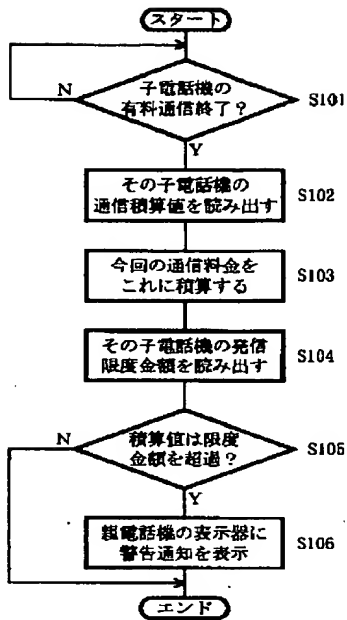 スタート
子電話機の
有料通信終了?
N
S101
Y
その子電話機の
通信積算値を読み出す
S102
今回の通信料金を
これに積算する
S103
その子電話機の発信
限度金額を読み出す
S104
N
積算値は限度
金額を超過?
S105
Y
親電話機の表示器に
警告通知を表示
S106
エンド